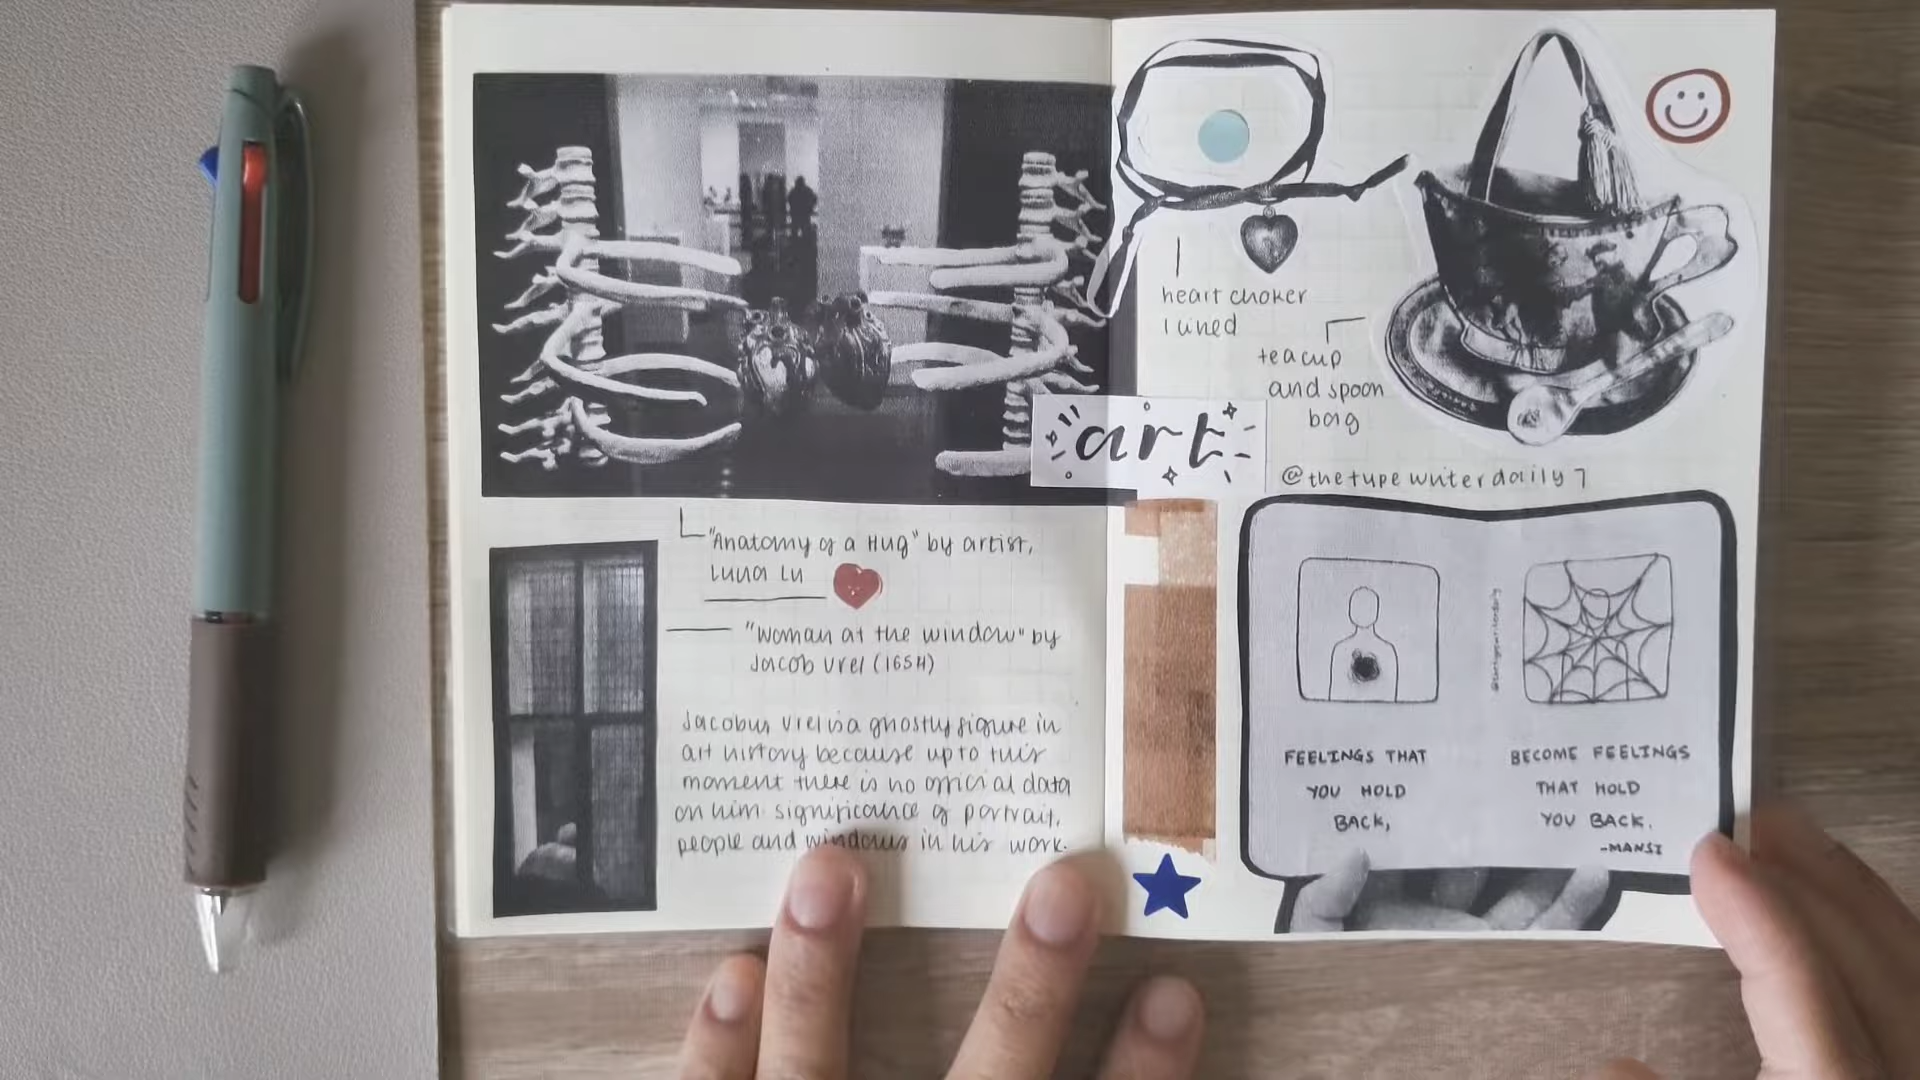 "Anatomy of a Hug" by artist,
Luna Lu
"Woman at the window" by
Jacob Vrel (1654)
Jacobus Vrel is a ghostly figure in
art history because up to this
moment there is no official data
on him. significance of portrait,
people and windows in his work.
art
heart choker
I liked
teacup
and spoon
bag
@thetypewriterdaily
FEELINGS THAT
YOU HOLD
BACK,
@thetypewriterdaily
BECOME FEELINGS
THAT HOLD
YOU BACK.
-MANSI